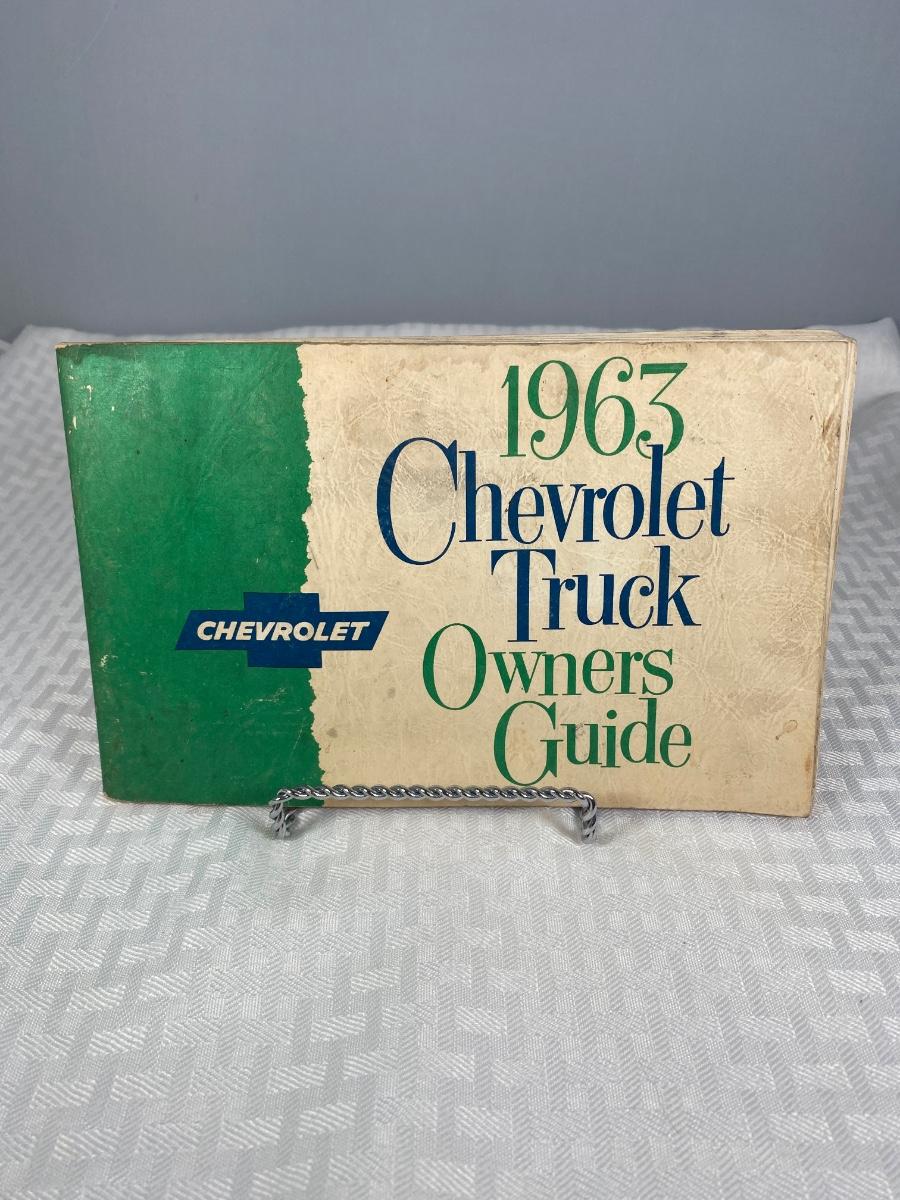 1963
Chevrolet
Truck
Owners
Guide
CHEVROLET